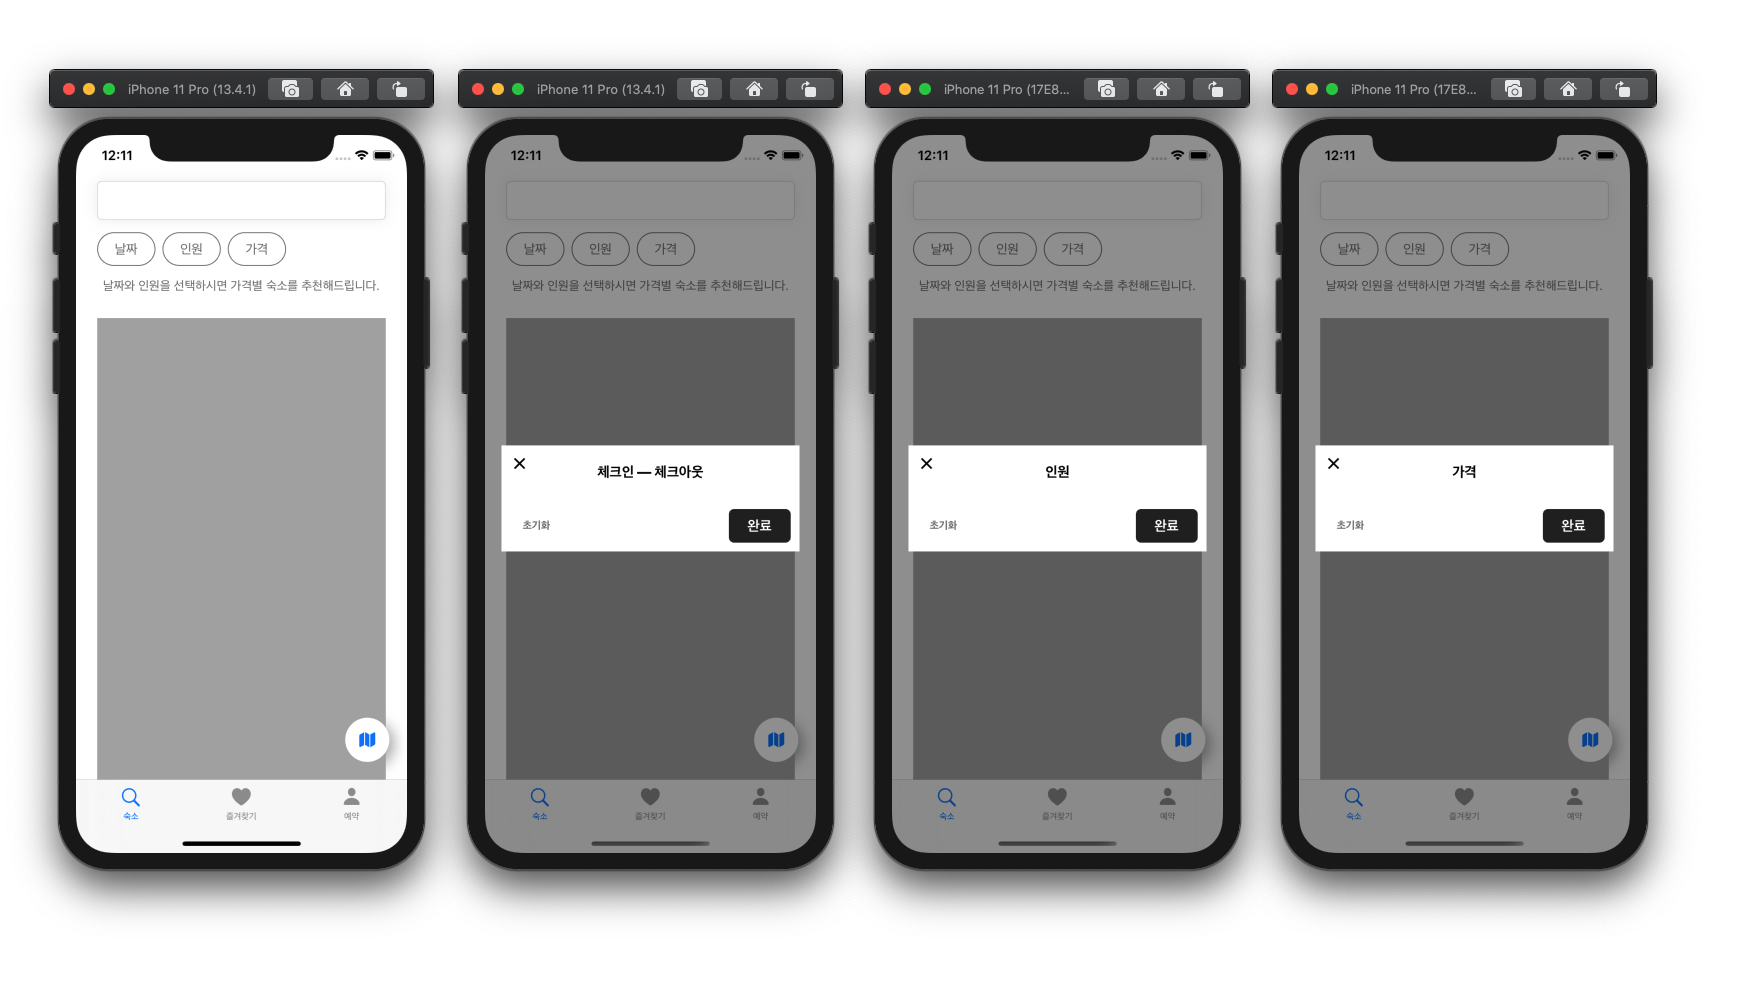 iPhone 11 Pro (13.4.1)
12:11
날짜
인원
가격
날짜와 인원을 선택하시면 가격별 숙소를 추천해드립니다.
숙소
즐겨찾기
예약
iPhone 11 Pro (13.4.1)
12:11
날짜
인원
가격
날짜와 인원을 선택하시면 가격별 숙소를 추천해드립니다.
체크인 — 체크아웃
초기화
완료
숙소
즐겨찾기
예약
iPhone 11 Pro (17E8...
12:11
날짜
인원
가격
날짜와 인원을 선택하시면 가격별 숙소를 추천해드립니다.
인원
초기화
완료
숙소
즐겨찾기
예약
iPhone 11 Pro (17E8...
12:11
날짜
인원
가격
날짜와 인원을 선택하시면 가격별 숙소를 추천해드립니다.
가격
초기화
완료
숙소
즐겨찾기
예약